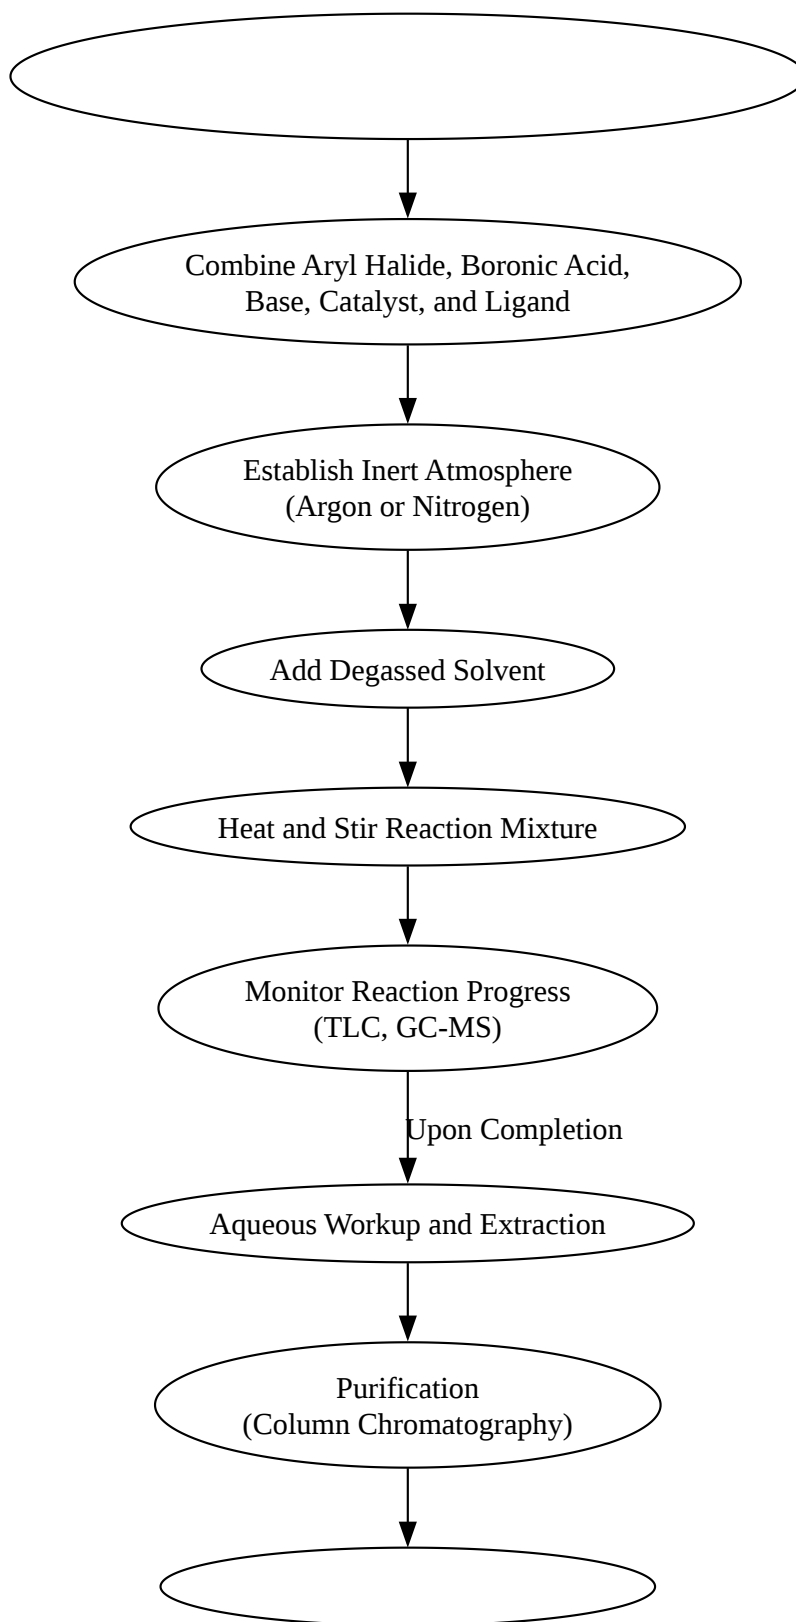 Combine Aryl Halide, Boronic Acid,
Base, Catalyst, and Ligand
Establish Inert Atmosphere
(Argon or Nitrogen)
Add Degassed Solvent
Heat and Stir Reaction Mixture
Monitor Reaction Progress
(TLC, GC-MS)
Upon Completion
Aqueous Workup and Extraction
Purification
(Column Chromatography)